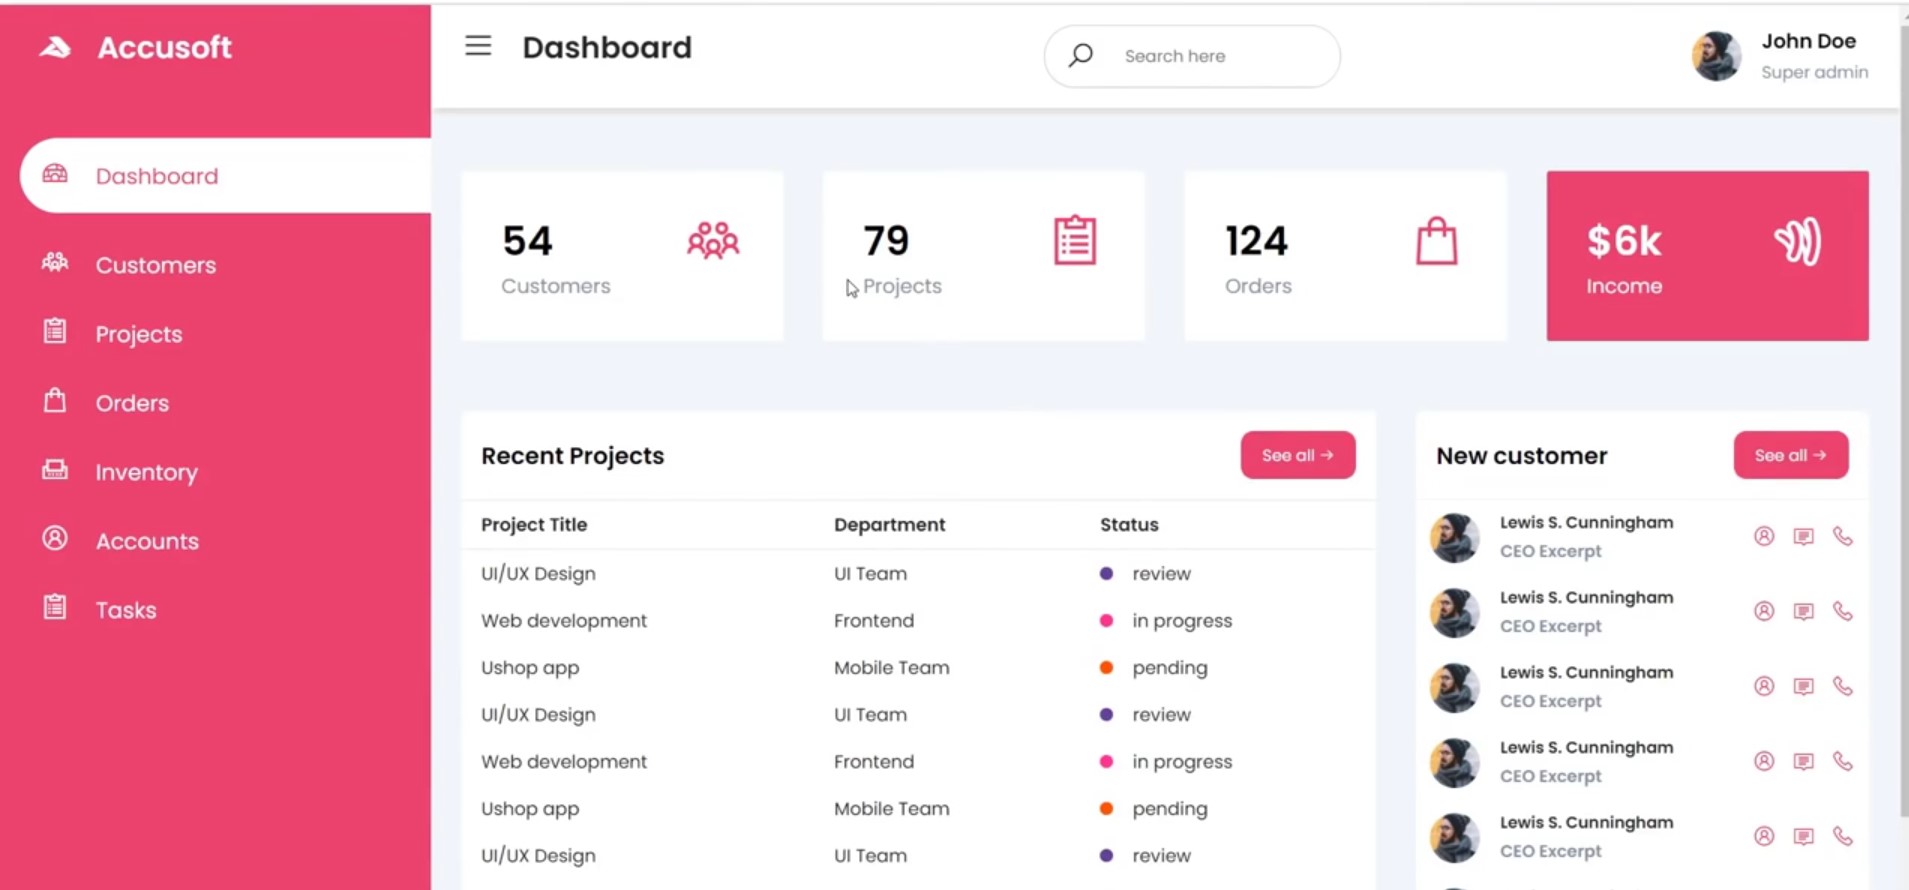 Accusoft
Dashboard
Search here
John Doe
Super admin
Dashboard
Customers
Projects
Orders
Inventory
Accounts
Tasks
54
Customers
79
Projects
124
Orders
$6k
Income
Recent Projects
See all →
Project Title Department Status
UI/UX Design UI Team review
Web development Frontend in progress
Ushop app Mobile Team pending
UI/UX Design UI Team review
Web development Frontend in progress
Ushop app Mobile Team pending
UI/UX Design UI Team review
New customer
See all →
Lewis S. Cunningham
CEO Excerpt
Lewis S. Cunningham
CEO Excerpt
Lewis S. Cunningham
CEO Excerpt
Lewis S. Cunningham
CEO Excerpt
Lewis S. Cunningham
CEO Excerpt